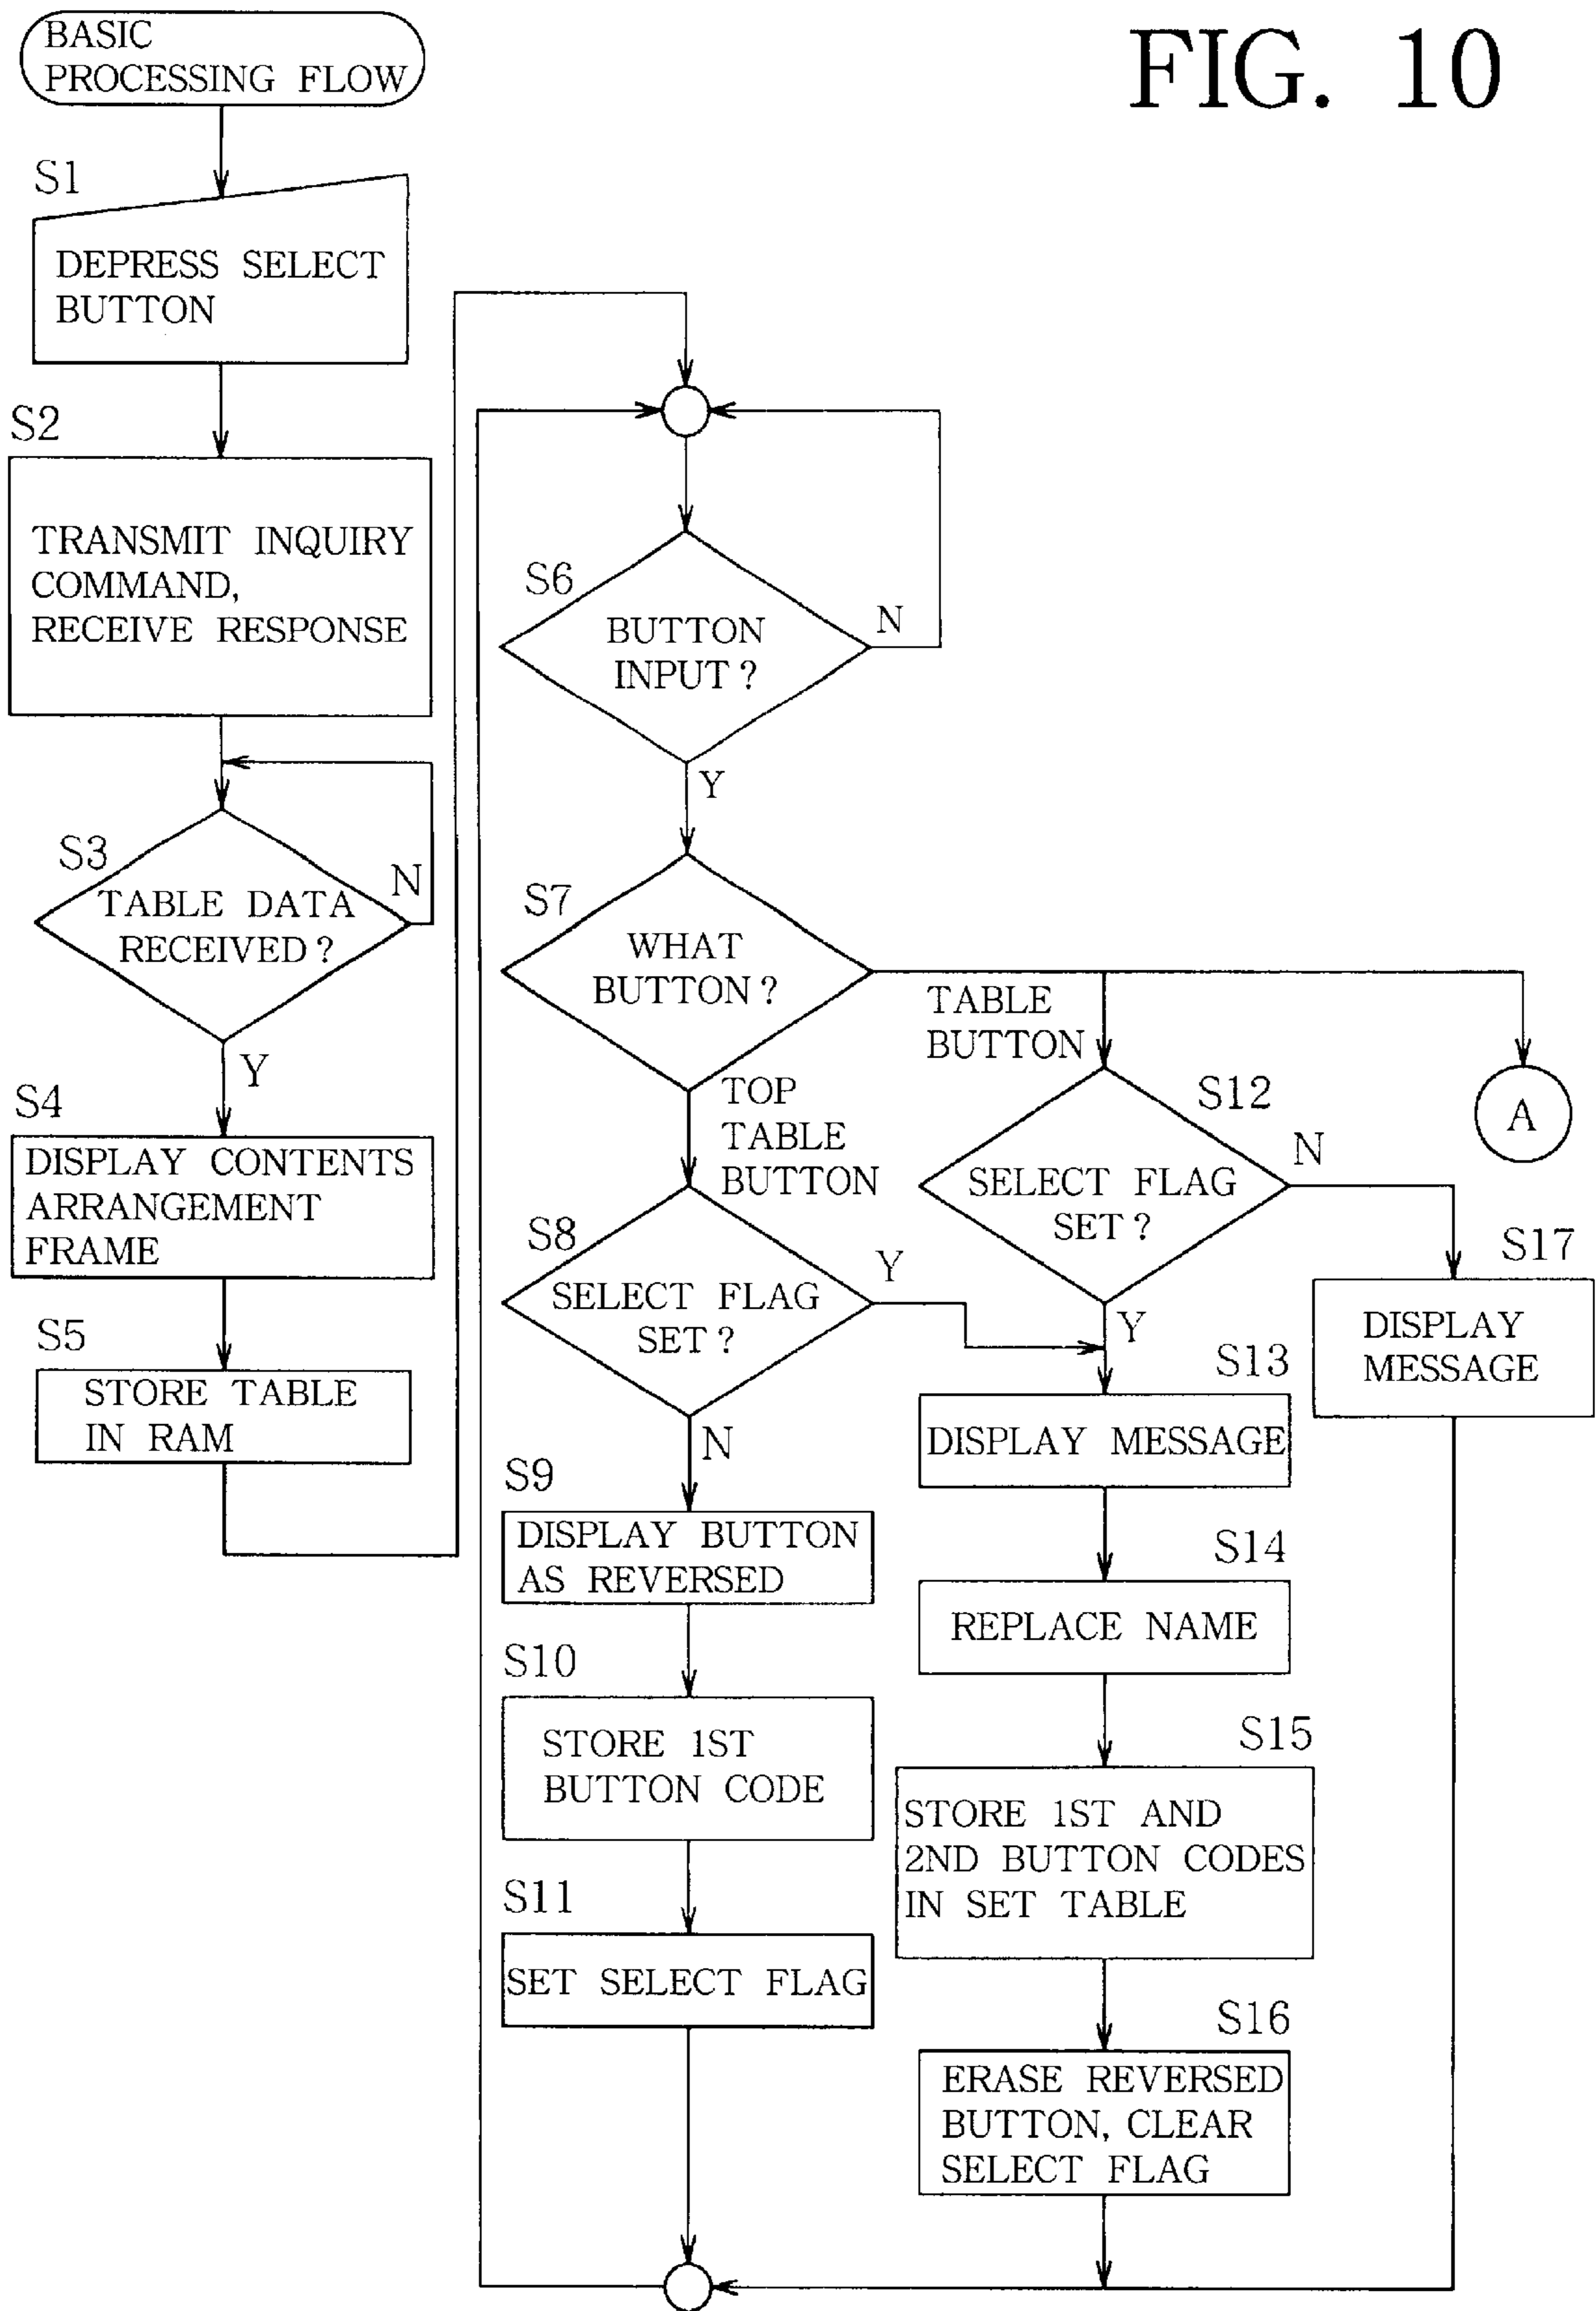 FIG. 10
BASIC
PROCESSING FLOW
S1
DEPRESS SELECT
BUTTON
S2
TRANSMIT INQUIRY
COMMAND,
RECEIVE RESPONSE
S3
TABLE DATA
RECEIVED?
N
Y
S4
DISPLAY CONTENTS
ARRANGEMENT
FRAME
S5
STORE TABLE
IN RAM
S6
BUTTON
INPUT?
N
Y
S7
WHAT
BUTTON?
TABLE
BUTTON
A
TOP
TABLE
BUTTON
S8
SELECT FLAG
SET?
Y
N
S9
DISPLAY BUTTON
AS REVERSED
S10
STORE 1ST
BUTTON CODE
S11
SET SELECT FLAG
S12
SELECT FLAG
SET?
N
Y
S13
DISPLAY MESSAGE
S14
REPLACE NAME
S15
STORE 1ST AND
2ND BUTTON CODES
IN SET TABLE
S16
ERASE REVERSED
BUTTON, CLEAR
SELECT FLAG
S17
DISPLAY
MESSAGE